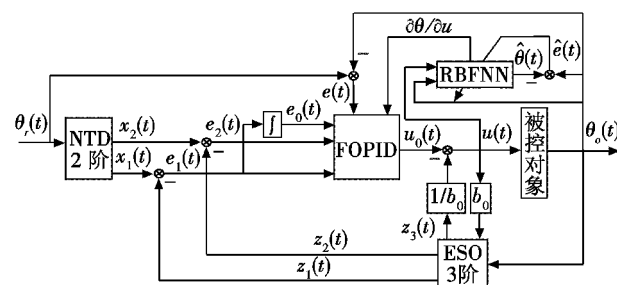 ∂θ/∂u
RBFNN
θ̂(t)
ê(t)
−
−
θᵣ(t)
e(t)
NTD
2 阶
x₂(t)
x₁(t)
e₂(t)
e₁(t)
−
−
∫
e₀(t)
FOPID
u₀(t)
−
u(t)
被控对象
θₒ(t)
1/b₀
b₀
z₃(t)
z₂(t)
z₁(t)
ESO
3阶